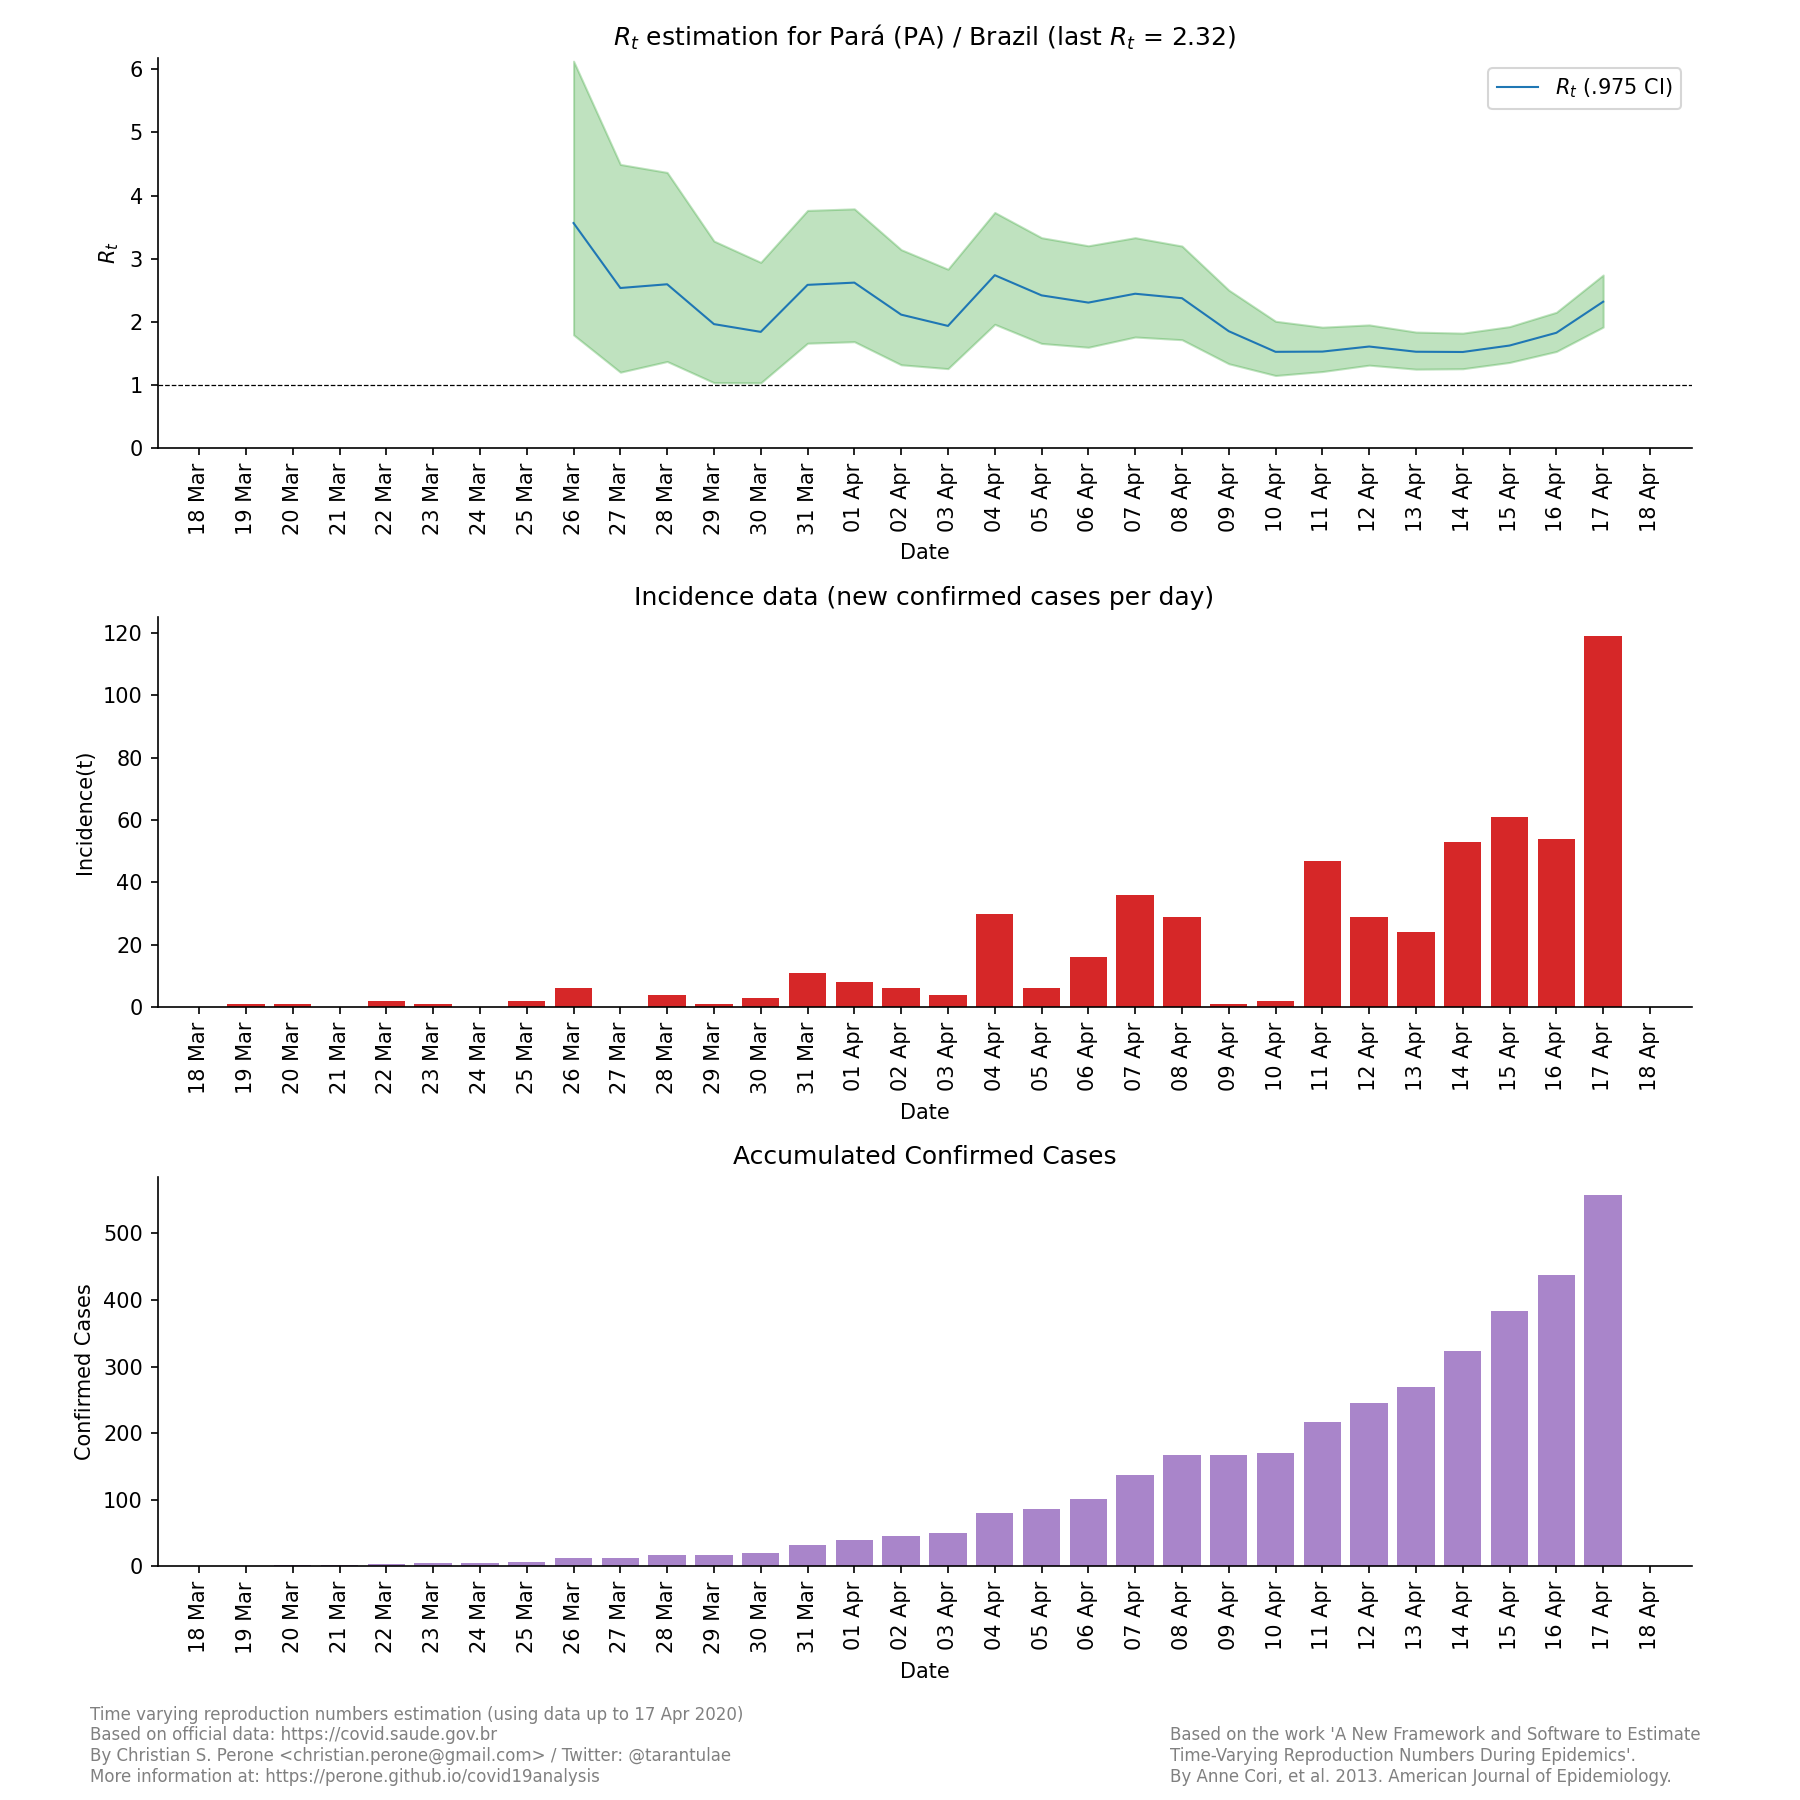 Rt estimation for Pará (PA) / Brazil (last Rt = 2.32)
Rt (.975 CI)
Rt
6
5
4
3
2
1
0
18 Mar
19 Mar
20 Mar
21 Mar
22 Mar
23 Mar
24 Mar
25 Mar
26 Mar
27 Mar
28 Mar
29 Mar
30 Mar
31 Mar
01 Apr
02 Apr
03 Apr
04 Apr
05 Apr
06 Apr
07 Apr
08 Apr
09 Apr
10 Apr
11 Apr
12 Apr
13 Apr
14 Apr
15 Apr
16 Apr
17 Apr
18 Apr
Date
Incidence data (new confirmed cases per day)
Incidence(t)
120
100
80
60
40
20
0
18 Mar
19 Mar
20 Mar
21 Mar
22 Mar
23 Mar
24 Mar
25 Mar
26 Mar
27 Mar
28 Mar
29 Mar
30 Mar
31 Mar
01 Apr
02 Apr
03 Apr
04 Apr
05 Apr
06 Apr
07 Apr
08 Apr
09 Apr
10 Apr
11 Apr
12 Apr
13 Apr
14 Apr
15 Apr
16 Apr
17 Apr
18 Apr
Date
Accumulated Confirmed Cases
Confirmed Cases
500
400
300
200
100
0
18 Mar
19 Mar
20 Mar
21 Mar
22 Mar
23 Mar
24 Mar
25 Mar
26 Mar
27 Mar
28 Mar
29 Mar
30 Mar
31 Mar
01 Apr
02 Apr
03 Apr
04 Apr
05 Apr
06 Apr
07 Apr
08 Apr
09 Apr
10 Apr
11 Apr
12 Apr
13 Apr
14 Apr
15 Apr
16 Apr
17 Apr
18 Apr
Date
Time varying reproduction numbers estimation (using data up to 17 Apr 2020)
Based on official data: https://covid.saude.gov.br
By Christian S. Perone <christian.perone@gmail.com> / Twitter: @tarantulae
More information at: https://perone.github.io/covid19analysis
Based on the work 'A New Framework and Software to Estimate
Time-Varying Reproduction Numbers During Epidemics'.
By Anne Cori, et al. 2013. American Journal of Epidemiology.